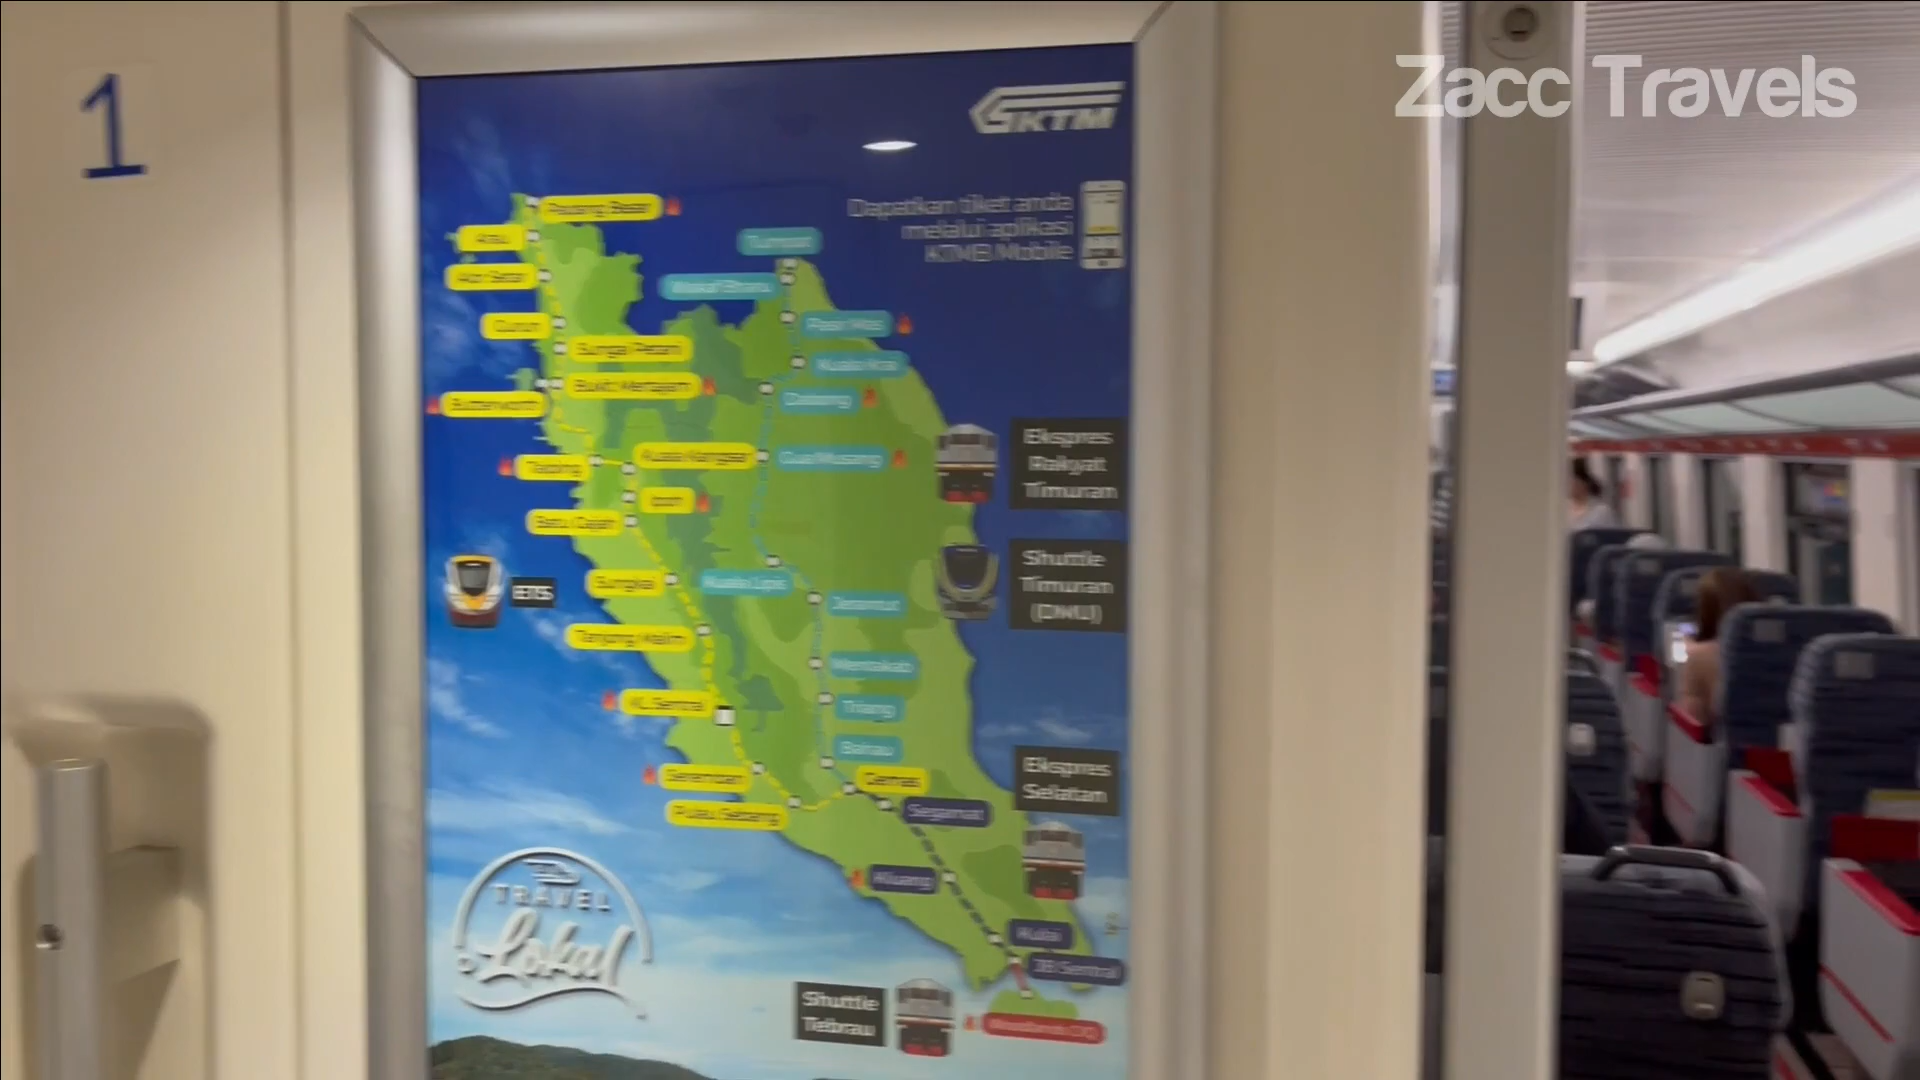 Zacc Travels
1
KTM
Dapatkan tiket anda
melalui aplikasi
KTMB Mobile
Padang Besar
Arau
Tumpat
Alor Setar
Wakaf Bharu
Gurun
Pasir Mas
Sungai Petani
Kuala Krai
Bukit Mertajam
Dabong
Butterworth
Ekspres
Rakyat
Timuran
Kuala Kangsar
Gua Musang
Taiping
Ipoh
Batu Gajah
Shuttle
Timuran
(DMU)
ETS
Sungkai
Kuala Lipis
Jerantut
Tanjung Malim
Mentakab
KL Sentral
Triang
Bahau
Ekspres
Selatan
Seremban
Gemas
Pulau Sebang
Segamat
Kluang
TRAVEL
Lokal
Kulai
JB Sentral
Shuttle
Tebrau
Woodlands CIQ